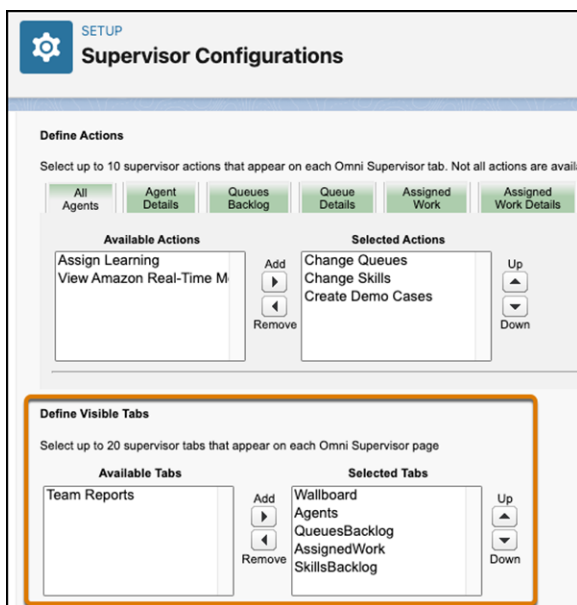 SETUP
Supervisor Configurations
Define Actions
Select up to 10 supervisor actions that appear on each Omni Supervisor tab. Not all actions are
All Agents
Agent Details
Queues Backlog
Queue Details
Assigned Work
Assigned Work Details
Available Actions
Selected Actions
Assign Learning
View Amazon Real-Time
Add
Remove
Change Queues
Change Skills
Create Demo Cases
Up
Down
Define Visible Tabs
Select up to 20 supervisor tabs that appear on each Omni Supervisor page
Available Tabs
Selected Tabs
Team Reports
Add
Remove
Wallboard
Agents
QueuesBacklog
AssignedWork
SkillsBacklog
Up
Down